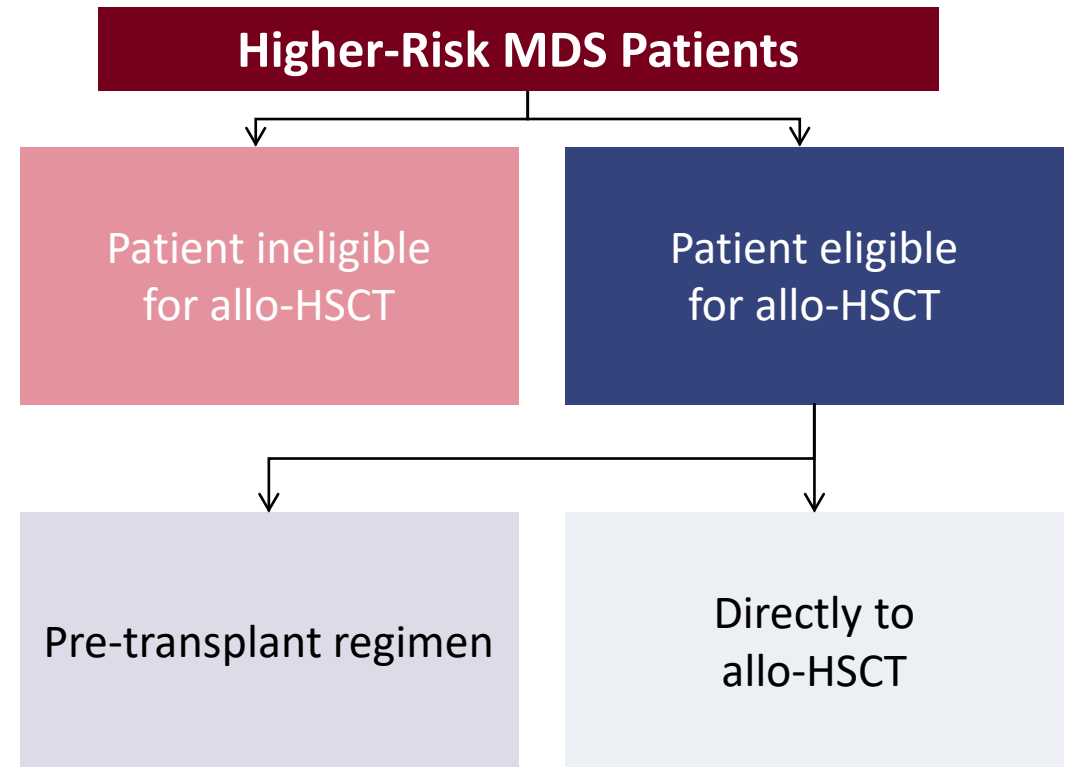 Higher-Risk MDS Patients
Patient ineligible
for allo-HSCT
Patient eligible
for allo-HSCT
Pre-transplant regimen
Directly to
allo-HSCT